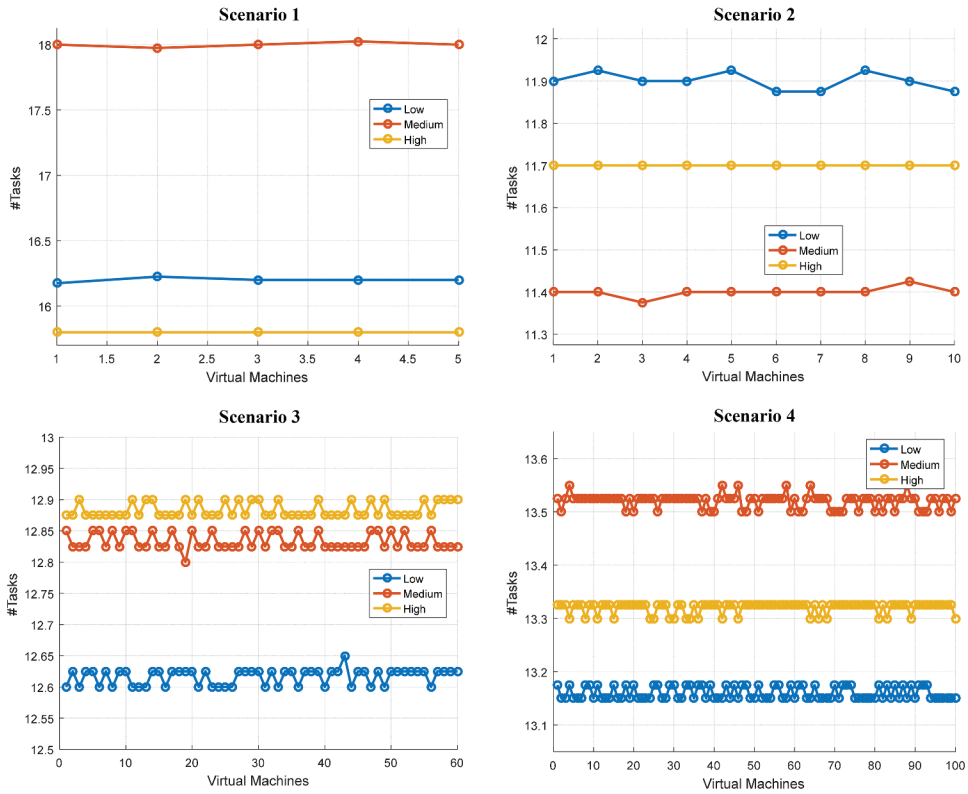 Scenario 1
18
17.5
17
16.5
16
#Tasks
Low
Medium
High
1 1.5 2 2.5 3 3.5 4 4.5 5
Virtual Machines
Scenario 2
12
11.9
11.8
11.7
11.6
11.5
11.4
11.3
#Tasks
Low
Medium
High
1 2 3 4 5 6 7 8 9 10
Virtual Machines
Scenario 3
13
12.95
12.9
12.85
12.8
12.75
12.7
12.65
12.6
12.55
12.5
#Tasks
Low
Medium
High
0 10 20 30 40 50 60
Virtual Machines
Scenario 4
13.6
13.5
13.4
13.3
13.2
13.1
#Tasks
Low
Medium
High
0 10 20 30 40 50 60 70 80 90 100
Virtual Machines